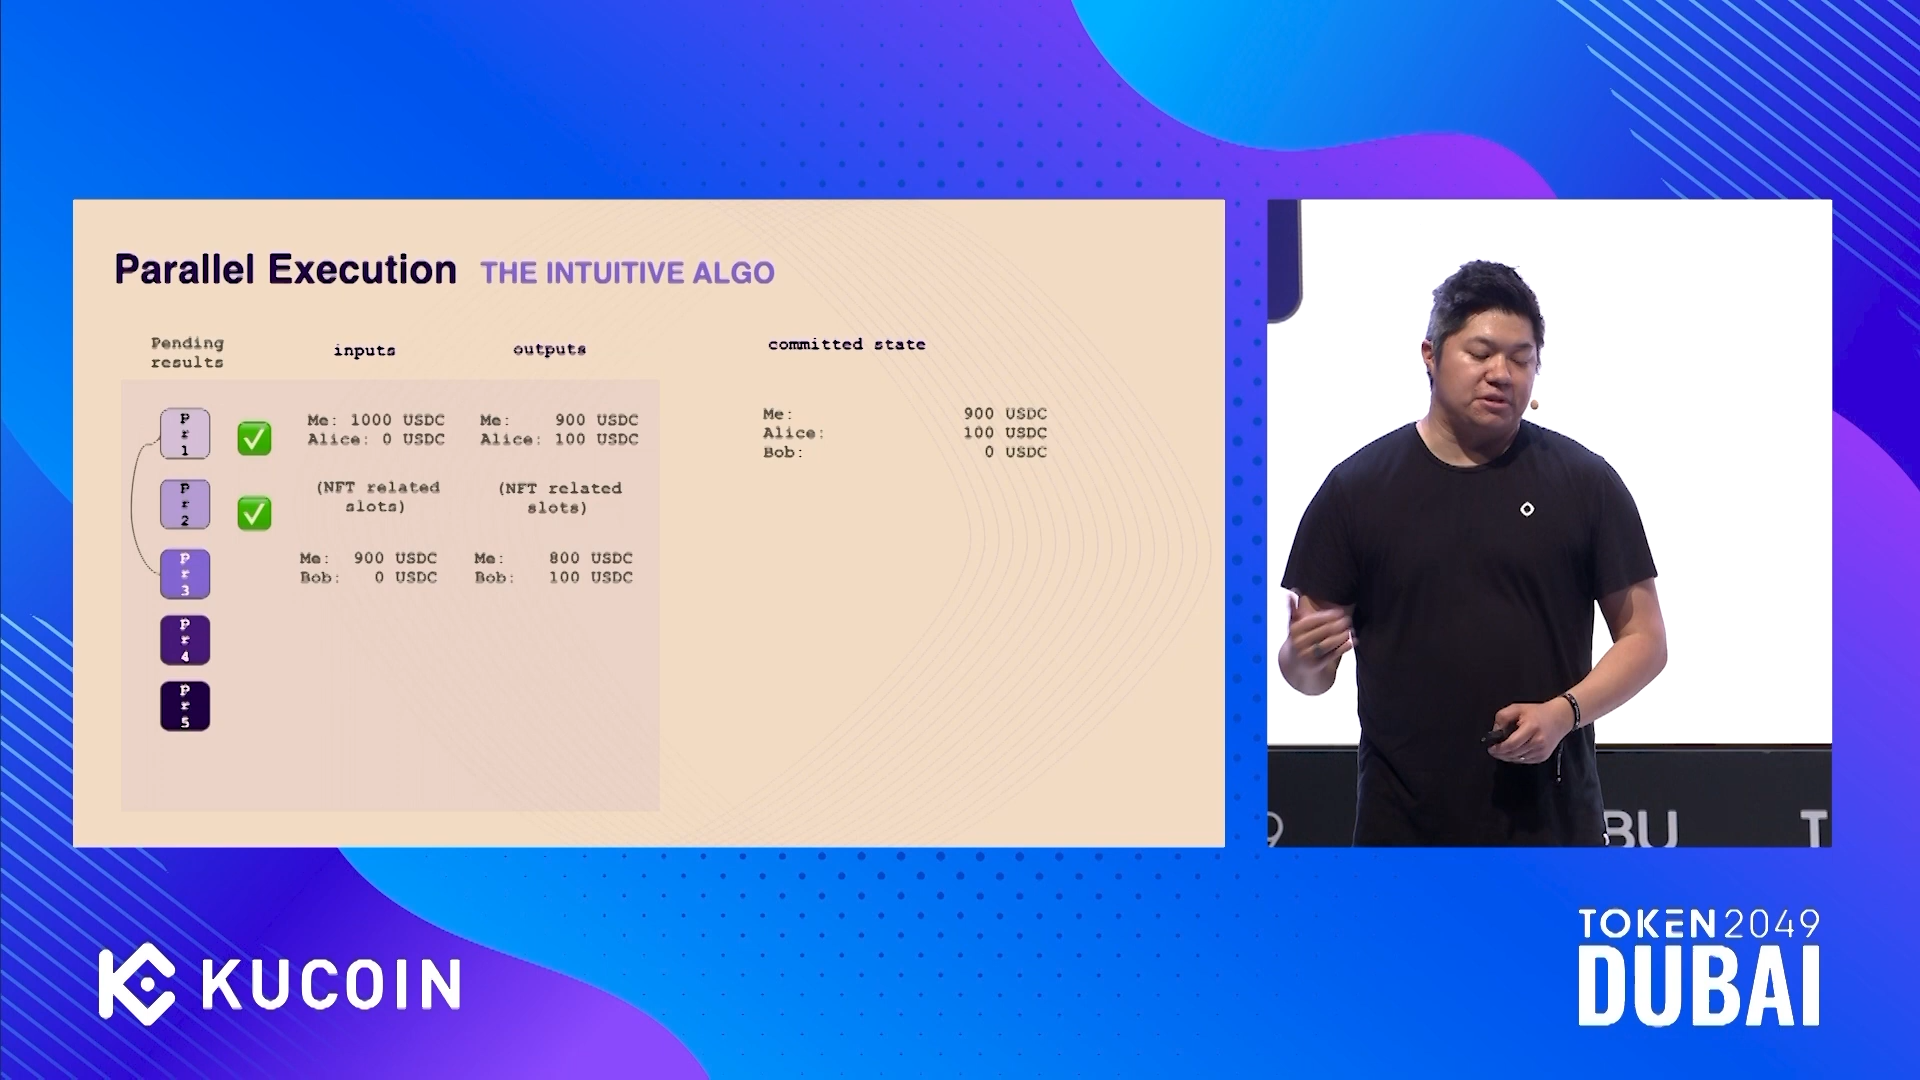 Parallel Execution THE INTUITIVE ALGO
Pending results
inputs
outputs
committed state
Pr1
Me: 1000 USDC
Alice: 0 USDC
Me: 900 USDC
Alice: 100 USDC
Pr2
(NFT related
slots)
(NFT related
slots)
Pr3
Me: 900 USDC
Bob: 0 USDC
Me: 800 USDC
Bob: 100 USDC
Pr4
Pr5
Me: 900 USDC
Alice: 100 USDC
Bob: 0 USDC
9
BU
T
KUCOIN
TOKEN2049
DUBAI